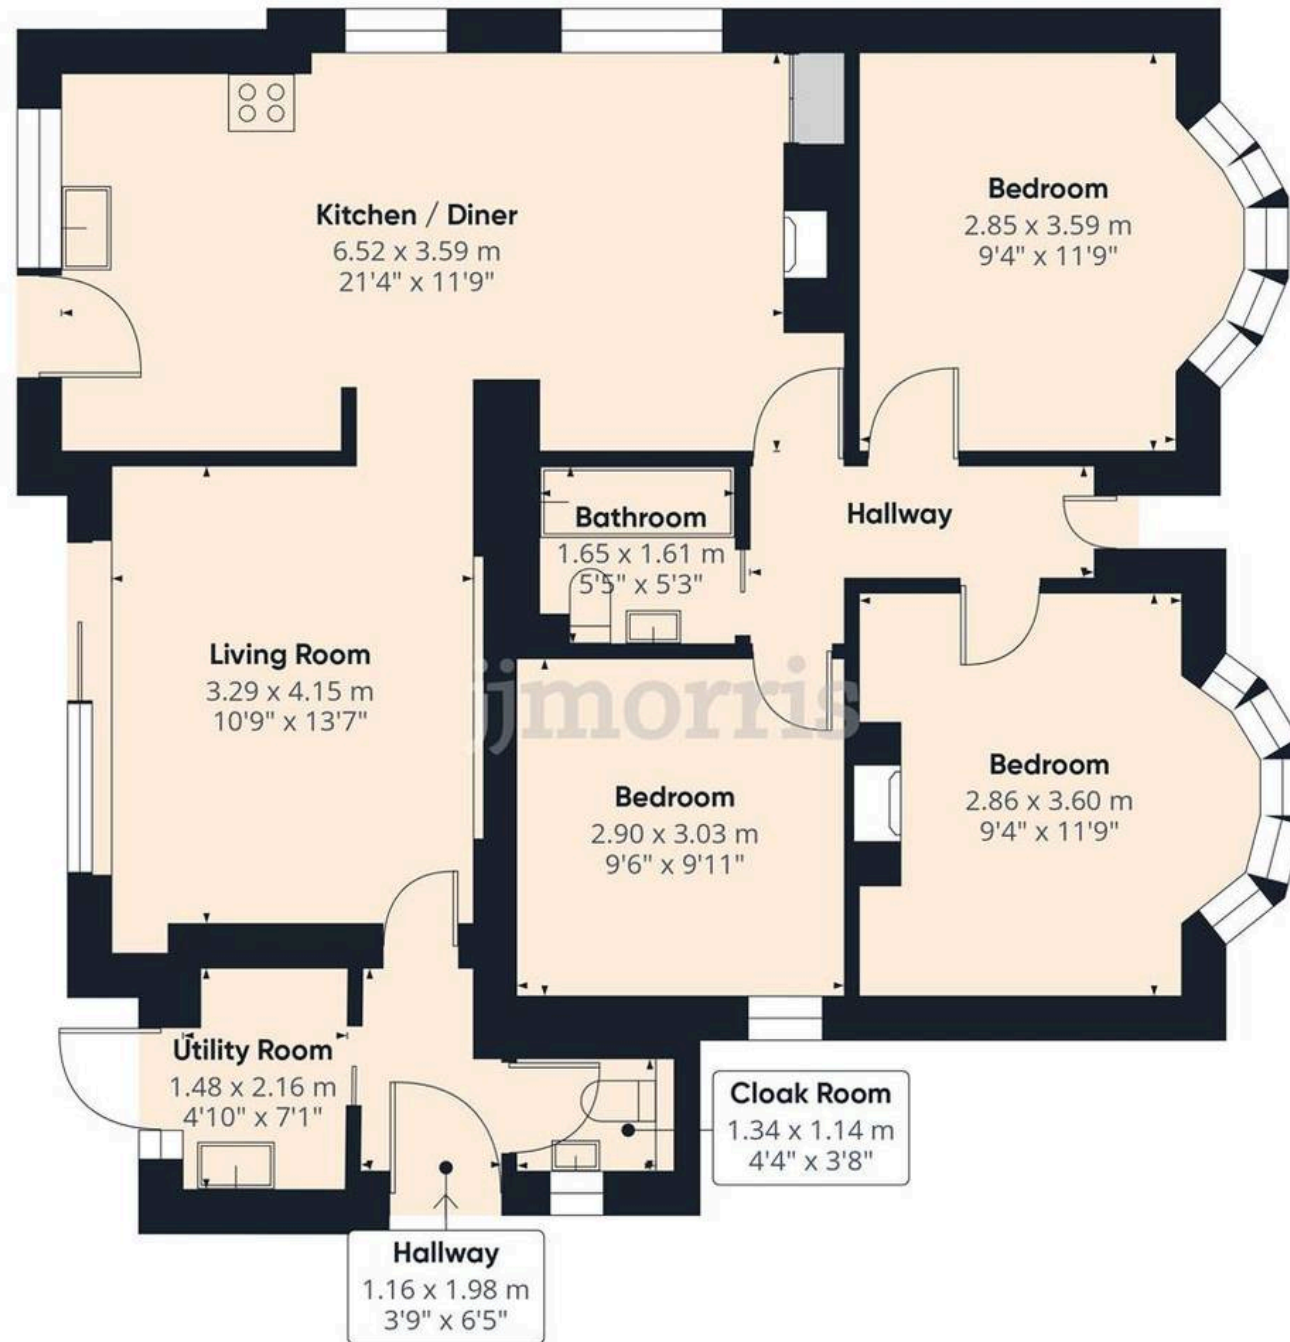 Kitchen / Diner
6.52 x 3.59 m
21'4" x 11'9"
Bedroom
2.85 x 3.59 m
9'4" x 11'9"
Bathroom
1.65 x 1.61 m
5'5" x 5'3"
Hallway
Living Room
3.29 x 4.15 m
10'9" x 13'7"
jjmorris
Bedroom
2.90 x 3.03 m
9'6" x 9'11"
Bedroom
2.86 x 3.60 m
9'4" x 11'9"
Utility Room
1.48 x 2.16 m
4'10" x 7'1"
Cloak Room
1.34 x 1.14 m
4'4" x 3'8"
Hallway
1.16 x 1.98 m
3'9" x 6'5"